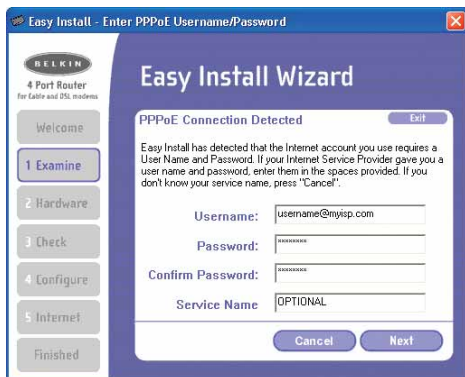 Easy Install - Enter PPPoE Username/Password
BELKIN
4 Port Router
for Cable and DSL modems
Welcome
1 Examine
2 Hardware
3 Check
4 Configure
5 Internet
Finished
Easy Install Wizard
PPPoE Connection Detected
Exit
Easy Install has detected that the Internet account you use requires a
User Name and Password. If your Internet Service Provider gave you a
user name and password, enter them in the spaces provided. If you
don't know your service name, press "Cancel".
Username: username@myisp.com
Password: ********
Confirm Password: ********
Service Name OPTIONAL
Cancel Next